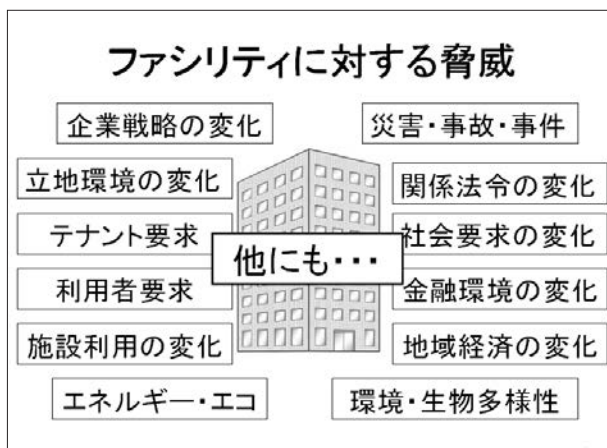 ファシリティに対する脅威
企業戦略の変化
災害・事故・事件
立地環境の変化
関係法令の変化
テナント要求
社会要求の変化
他にも・・・
利用者要求
金融環境の変化
施設利用の変化
地域経済の変化
エネルギー・エコ
環境・生物多様性